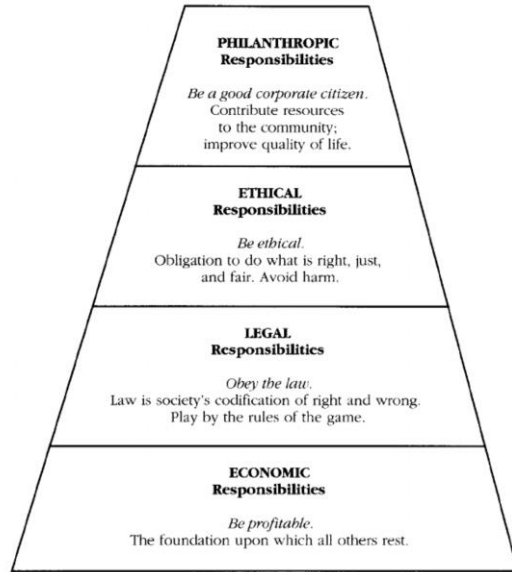 PHILANTHROPIC
Responsibilities
Be a good corporate citizen.
Contribute resources
to the community;
improve quality of life.
ETHICAL
Responsibilities
Be ethical.
Obligation to do what is right, just,
and fair. Avoid harm.
LEGAL
Responsibilities
Obey the law.
Law is society's codification of right and wrong.
Play by the rules of the game.
ECONOMIC
Responsibilities
Be profitable.
The foundation upon which all others rest.